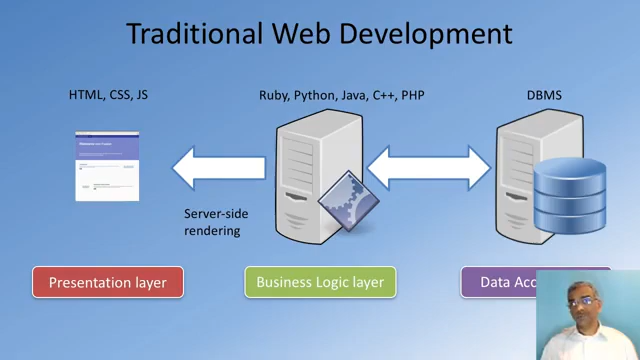 Traditional Web Development
HTML, CSS, JS
Ruby, Python, Java, C++, PHP
DBMS
Server-side
rendering
Presentation layer
Business Logic layer
Data